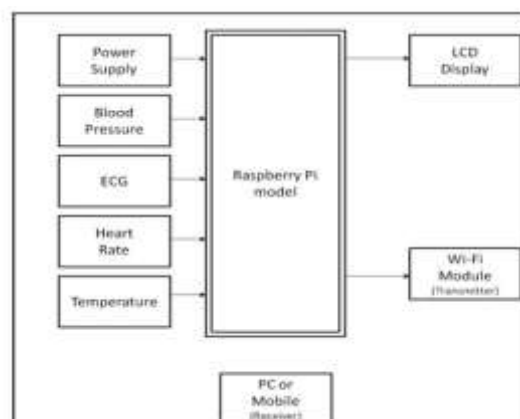 Power
Supply
Blood
Pressure
ECG
Heart
Rate
Temperature
Raspberry Pi
model
LCD
Display
Wi-Fi
Module
(Transmitter)
PC or
Mobile
(Receiver)